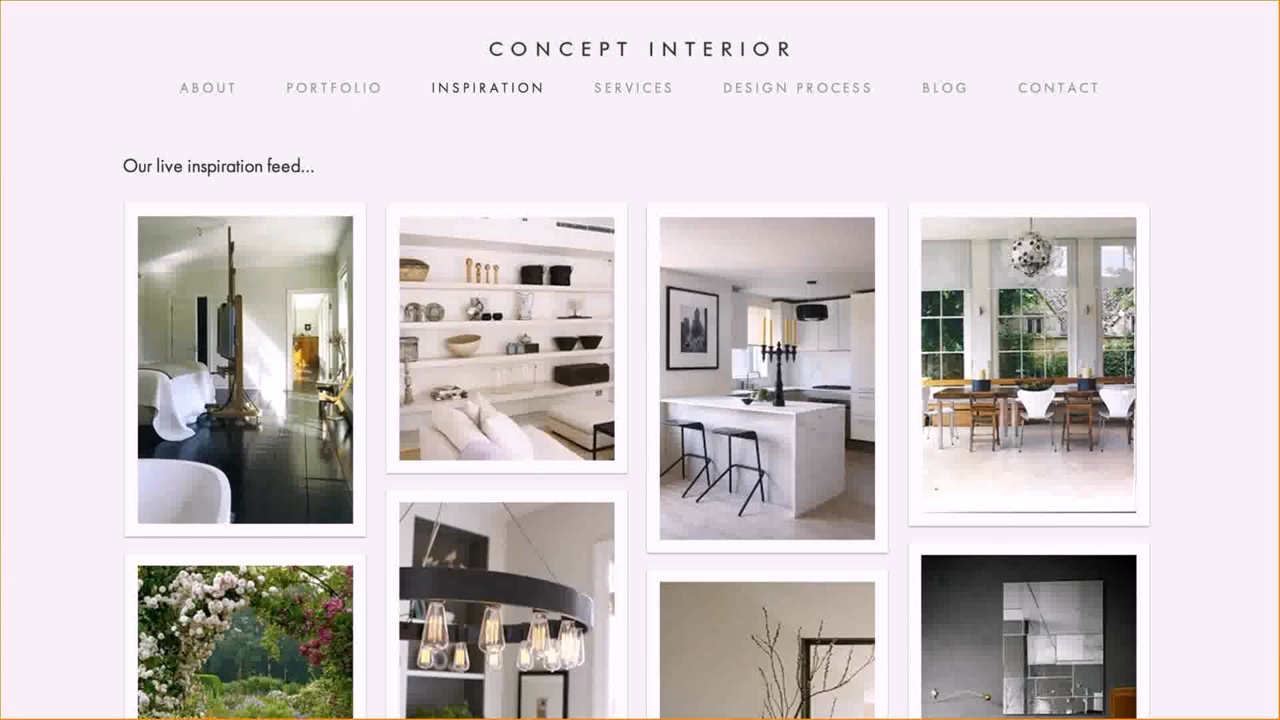 CONCEPT INTERIOR
ABOUT PORTFOLIO INSPIRATION SERVICES DESIGN PROCESS BLOG CONTACT
Our live inspiration feed...